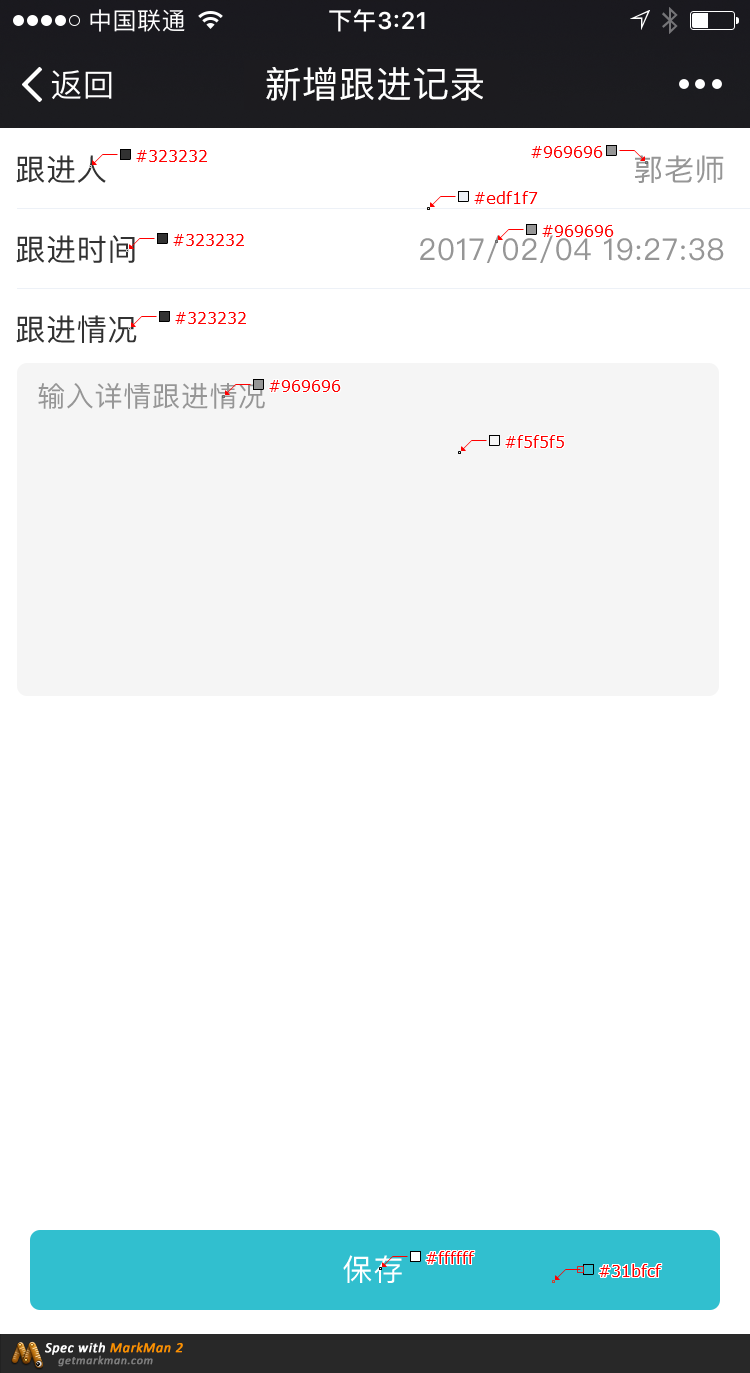 中国联通 下午3:21
返回 新增跟进记录
跟进人 #323232 #969696 郭老师
#edf1f7
跟进时间 #323232 2017/02/04 19:27:38 #969696
跟进情况 #323232
输入详情跟进情况 #969696
#f5f5f5
保存 #ffffff #31bfcf
Spec with MarkMan 2
getmarkman.com